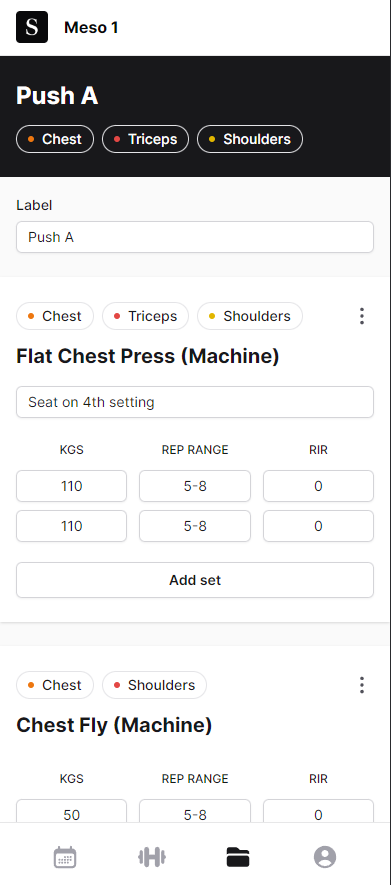 S Meso 1
Push A
Chest Triceps Shoulders
Label
Push A
Chest Triceps Shoulders
Flat Chest Press (Machine)
Seat on 4th setting
KGS REP RANGE RIR
110 5-8 0
110 5-8 0
Add set
Chest Shoulders
Chest Fly (Machine)
KGS REP RANGE RIR
50 5-8 0